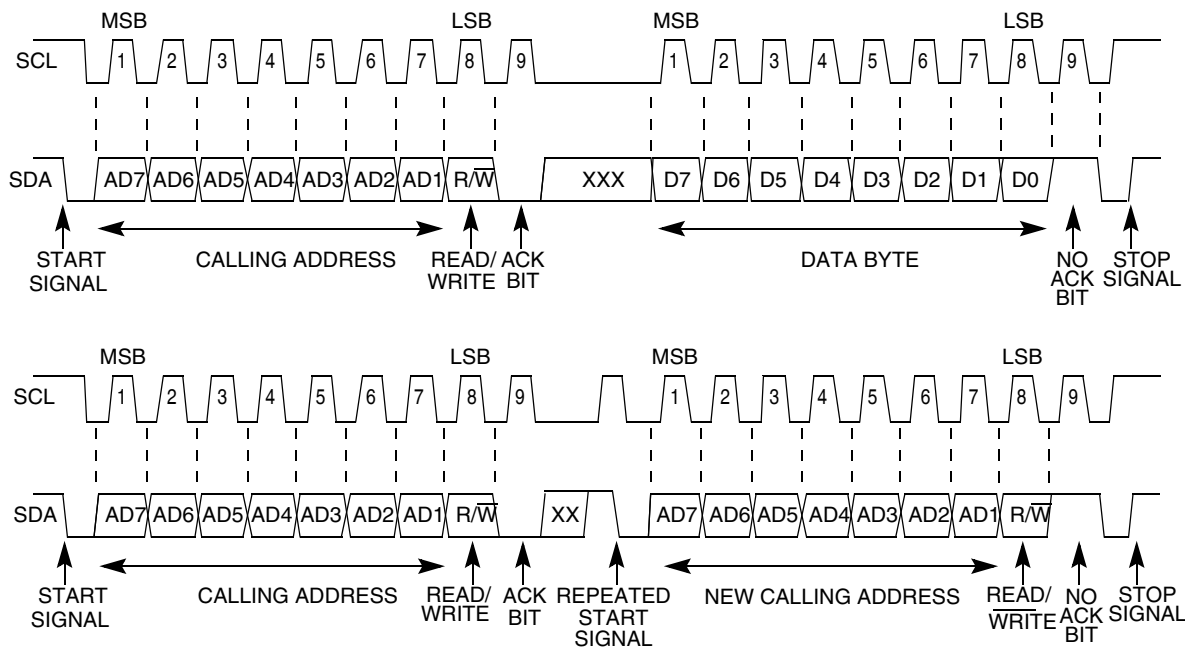 MSB LSB MSB LSB
SCL 1 2 3 4 5 6 7 8 9 1 2 3 4 5 6 7 8 9
SDA AD7 AD6 AD5 AD4 AD3 AD2 AD1 R/W̅ XXX D7 D6 D5 D4 D3 D2 D1 D0
START SIGNAL
CALLING ADDRESS
READ/ WRITE
ACK BIT
DATA BYTE
NO ACK BIT
STOP SIGNAL
MSB LSB MSB LSB
SCL 1 2 3 4 5 6 7 8 9 1 2 3 4 5 6 7 8 9
SDA AD7 AD6 AD5 AD4 AD3 AD2 AD1 R/W̅ XX AD7 AD6 AD5 AD4 AD3 AD2 AD1 R/W̅
START SIGNAL
CALLING ADDRESS
READ/ WRITE
ACK BIT
REPEATED START SIGNAL
NEW CALLING ADDRESS
READ/ W̅R̅I̅T̅E̅
NO ACK BIT
STOP SIGNAL